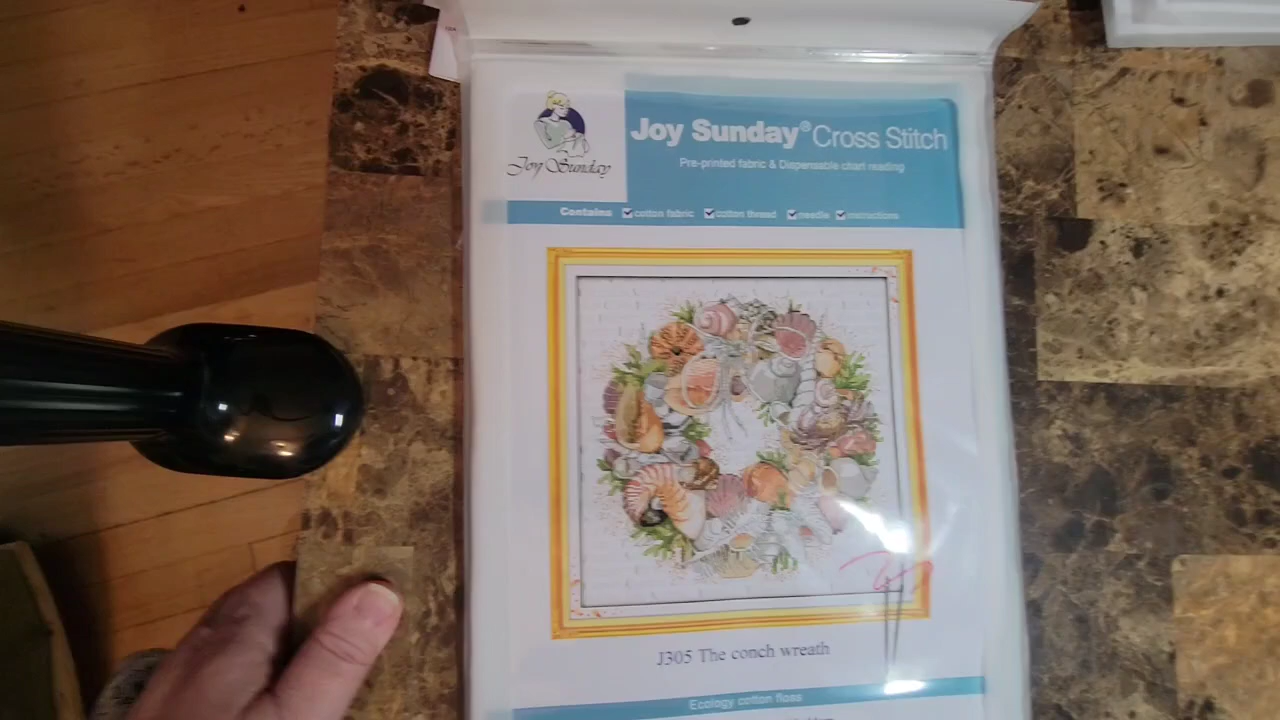 Joy Sunday
Joy Sunday® Cross Stitch
Pre-printed fabric & Dispensable chart reading
Contains cotton fabric cotton thread needle instructions
J305 The conch wreath
Ecology cotton floss